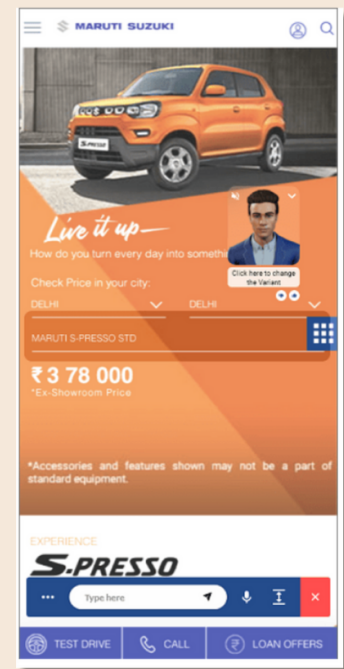 MARUTI SUZUKI
S-PRESSO
Live it up
How do you turn every day into someth
Click here to change
the Variant
Check Price in your city:
DELHI DELHI
MARUTI S-PRESSO STD
₹ 3 78 000
*Ex-Showroom Price
*Accessories and features shown may not be a part of
standard equipment.
EXPERIENCE
S-PRESSO
Type here
TEST DRIVE CALL LOAN OFFERS